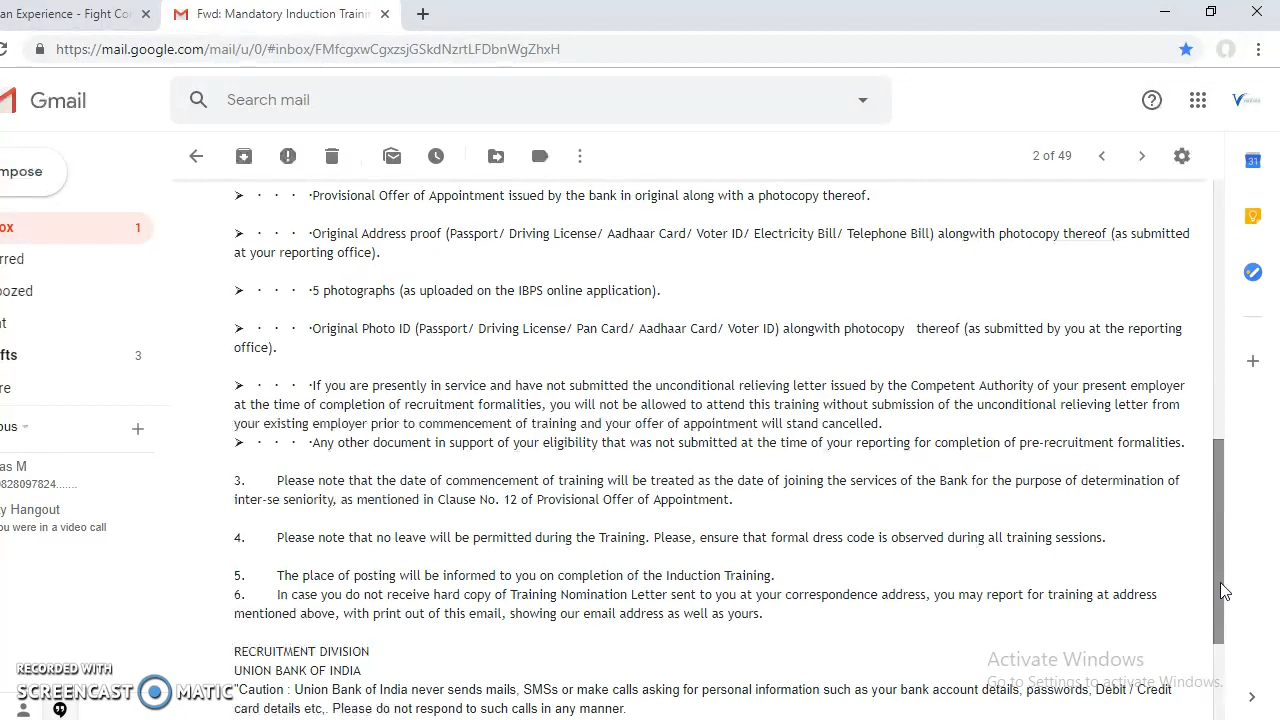 an Experience - Fight Co
Fwd: Mandatory Induction Trainin
https://mail.google.com/mail/u/0/#inbox/FMfcgxwCgxzsjGSkdNzrtLFDbnWgZhxH
Gmail
Search mail
mpose
2 of 49
ox 1
rred
oozed
nt
fts 3
re
ous
as M
9828097824.......
y Hangout
ou were in a video call
31
➤ · · · ·Provisional Offer of Appointment issued by the bank in original along with a photocopy thereof.
➤ · · · ·Original Address proof (Passport/ Driving License/ Aadhaar Card/ Voter ID/ Electricity Bill/ Telephone Bill) alongwith photocopy thereof (as submitted
at your reporting office).
➤ · · · ·5 photographs (as uploaded on the IBPS online application).
➤ · · · ·Original Photo ID (Passport/ Driving License/ Pan Card/ Aadhaar Card/ Voter ID) alongwith photocopy thereof (as submitted by you at the reporting
office).
➤ · · · ·If you are presently in service and have not submitted the unconditional relieving letter issued by the Competent Authority of your present employer
at the time of completion of recruitment formalities, you will not be allowed to attend this training without submission of the unconditional relieving letter from
your existing employer prior to commencement of training and your offer of appointment will stand cancelled.
➤ · · · ·Any other document in support of your eligibility that was not submitted at the time of your reporting for completion of pre-recruitment formalities.
3. Please note that the date of commencement of training will be treated as the date of joining the services of the Bank for the purpose of determination of
inter-se seniority, as mentioned in Clause No. 12 of Provisional Offer of Appointment.
4. Please note that no leave will be permitted during the Training. Please, ensure that formal dress code is observed during all training sessions.
5. The place of posting will be informed to you on completion of the Induction Training.
6. In case you do not receive hard copy of Training Nomination Letter sent to you at your correspondence address, you may report for training at address
mentioned above, with print out of this email, showing our email address as well as yours.
RECRUITMENT DIVISION
UNION BANK OF INDIA
"Caution : Union Bank of India never sends mails, SMSs or make calls asking for personal information such as your bank account details, passwords, Debit / Credit
card details etc,. Please do not respond to such calls in any manner.
Activate Windows
Go to Settings to activate Windows.
RECORDED WITH
SCREENCAST MATIC